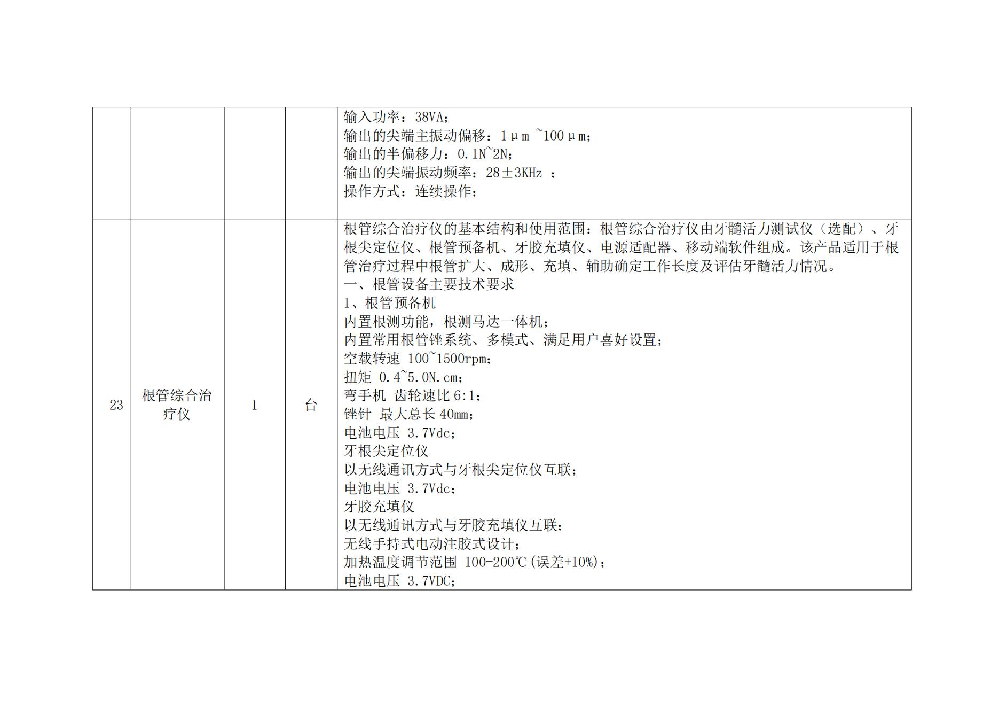 输入功率：38VA；
输出的尖端主振动偏移：1μm ~100μm；
输出的半偏移力：0.1N~2N；
输出的尖端振动频率：28±3KHz ；
操作方式：连续操作；
23
根管综合治
疗仪
1
台
根管综合治疗仪的基本结构和使用范围：根管综合治疗仪由牙髓活力测试仪（选配）、牙
根尖定位仪、根管预备机、牙胶充填仪、电源适配器、移动端软件组成。该产品适用于根
管治疗过程中根管扩大、成形、充填、辅助确定工作长度及评估牙髓活力情况。
一、根管设备主要技术要求
1、根管预备机
内置根测功能，根测马达一体机；
内置常用根管锉系统、多模式、满足用户喜好设置；
空载转速 100~1500rpm；
扭矩 0.4~5.0N.cm；
弯手机 齿轮速比 6:1；
锉针 最大总长 40mm；
电池电压 3.7Vdc；
牙根尖定位仪
以无线通讯方式与牙根尖定位仪互联；
电池电压 3.7Vdc；
牙胶充填仪
以无线通讯方式与牙胶充填仪互联；
无线手持式电动注胶式设计；
加热温度调节范围 100-200℃(误差+10%)；
电池电压 3.7VDC；